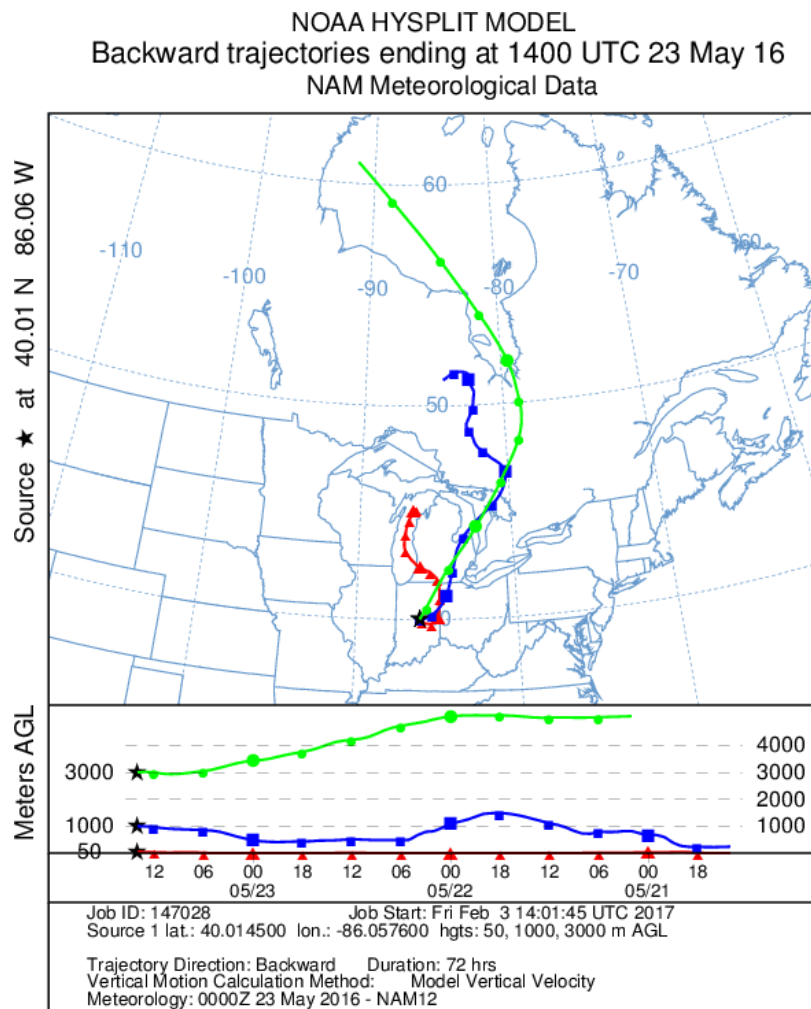 NOAA HYSPLIT MODEL
Backward trajectories ending at 1400 UTC 23 May 16
NAM Meteorological Data
Source ★ at 40.01 N 86.06 W
60
-110
60
-100
-70
-80
-90
50
Meters AGL
4000
3000
3000
2000
1000
1000
50
12 06 00 18 12 06 00 18 12 06 00 18
05/23 05/22 05/21
Job ID: 147028 Job Start: Fri Feb 3 14:01:45 UTC 2017
Source 1 lat.: 40.014500 lon.: -86.057600 hgts: 50, 1000, 3000 m AGL
Trajectory Direction: Backward Duration: 72 hrs
Vertical Motion Calculation Method: Model Vertical Velocity
Meteorology: 0000Z 23 May 2016 - NAM12